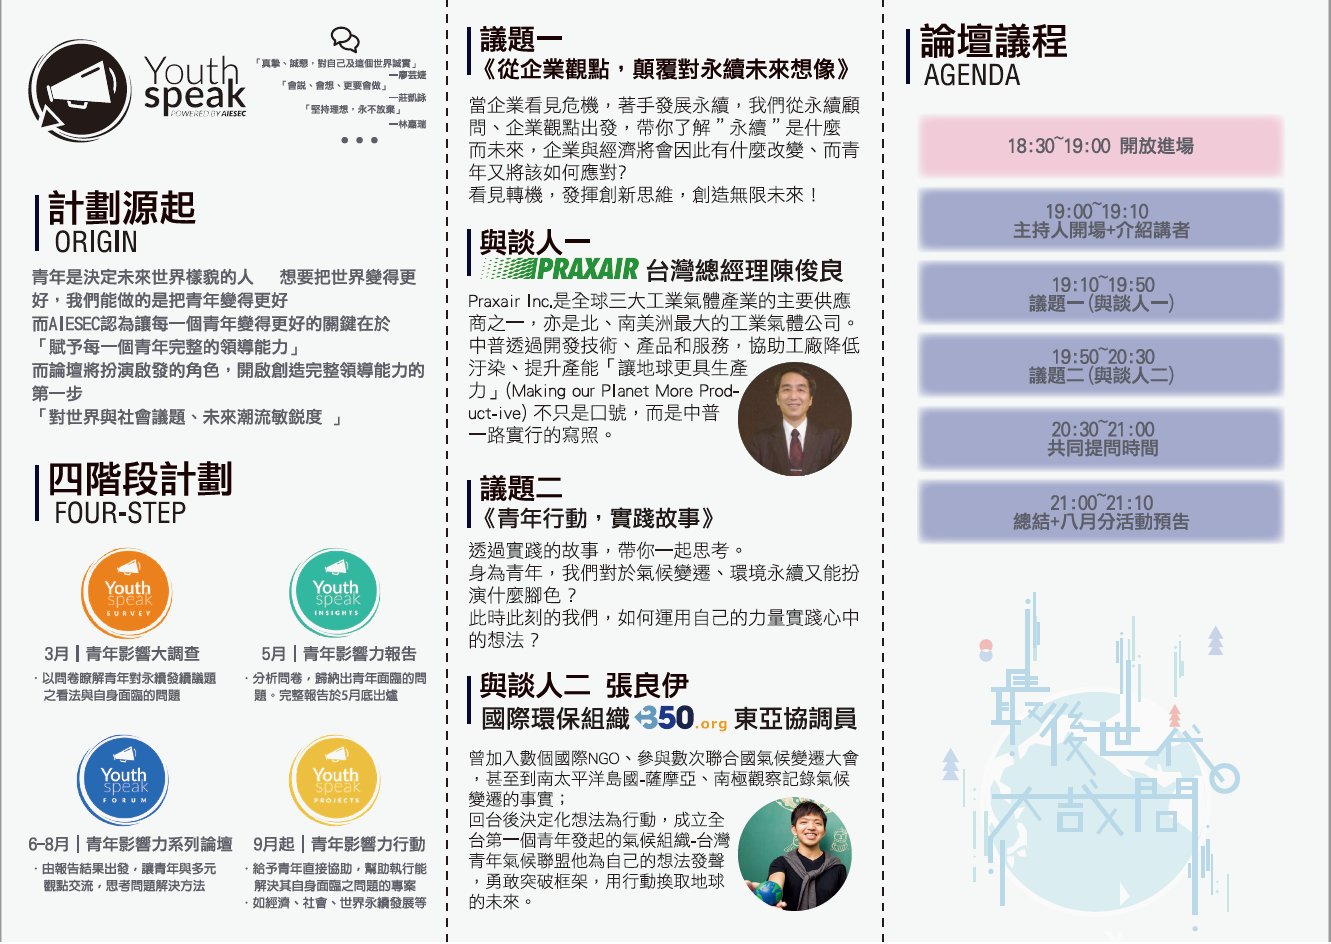 Youth
speak
POWERED BY AIESEC
「真摯、誠懇，對自己及這個世界誠實」
—廖芸婕
「會説、會想、更要會做」
—莊凱詠
「堅持理想，永不放棄」
—林嘉瑞
• • •
計劃源起
ORIGIN
青年是決定未來世界樣貌的人 想要把世界變得更
好，我們能做的是把青年變得更好
而AIESEC認為讓每一個青年變得更好的關鍵在於
「賦予每一個青年完整的領導能力」
而論壇將扮演啟發的角色，開啟創造完整領導能力的
第一步
「對世界與社會議題、未來潮流敏鋭度 」
四階段計劃
FOUR-STEP
Youth
speak
SURVEY
3月｜青年影響大調查
·以問卷瞭解青年對永續發續議題
之看法與自身面臨的問題
Youth
speak
INSIGHTS
5月｜青年影響力報告
·分析問卷，歸納出青年面臨的問
題。完整報告於5月底出爐
Youth
speak
FORUM
6-8月｜青年影響力系列論壇
·由報告結果出發，讓青年與多元
觀點交流，思考問題解決方法
Youth
speak
PROJECTS
9月起｜青年影響力行動
·給予青年直接協助，幫助執行能
解決其自身面臨之問題的專案
·如經濟、社會、世界永續發展等
議題一
《從企業觀點，顛覆對永續未來想像》
當企業看見危機，著手發展永續，我們從永續顧
問、企業觀點出發，帶你了解”永續”是什麼
而未來，企業與經濟將會因此有什麼改變、而青
年又將該如何應對?
看見轉機，發揮創新思維，創造無限未來！
與談人一
PRAXAIR 台灣總經理陳俊良
Praxair Inc.是全球三大工業氣體產業的主要供應
商之一，亦是北、南美洲最大的工業氣體公司。
中普透過開發技術、產品和服務，協助工廠降低
汙染、提升產能「讓地球更具生產
力」(Making our Planet More Prod-
uct-ive) 不只是口號，而是中普
一路實行的寫照。
議題二
《青年行動，實踐故事》
透過實踐的故事，帶你一起思考。
身為青年，我們對於氣候變遷、環境永續又能扮
演什麼腳色？
此時此刻的我們，如何運用自己的力量實踐心中
的想法？
與談人二 張良伊
國際環保組織 350.org 東亞協調員
曾加入數個國際NGO、參與數次聯合國氣候變遷大會
，甚至到南太平洋島國-薩摩亞、南極觀察記錄氣候
變遷的事實；
回台後決定化想法為行動，成立全
台第一個青年發起的氣候組織-台灣
青年氣候聯盟他為自己的想法發聲
，勇敢突破框架，用行動換取地球
的未來。
論壇議程
AGENDA
18:30~19:00 開放進場
19:00~19:10
主持人開場+介紹講者
19:10~19:50
議題一(與談人一)
19:50~20:30
議題二(與談人二)
20:30~21:00
共同提問時間
21:00~21:10
總結+八月分活動預告
最後世代
大哉問